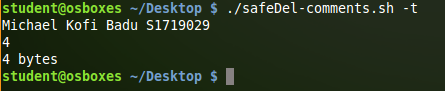 student@osboxes ~/Desktop $ ./safeDel-comments.sh -t
Michael Kofi Badu S1719029
4
4 bytes
student@osboxes ~/Desktop $